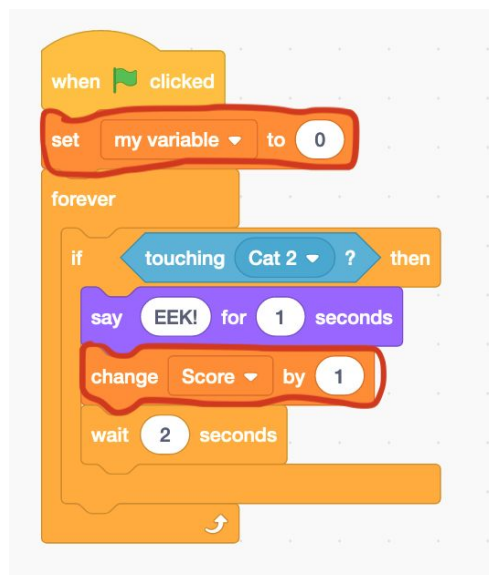 when clicked
set my variable to 0
forever
if touching Cat 2 ? then
say EEK! for 1 seconds
change Score by 1
wait 2 seconds